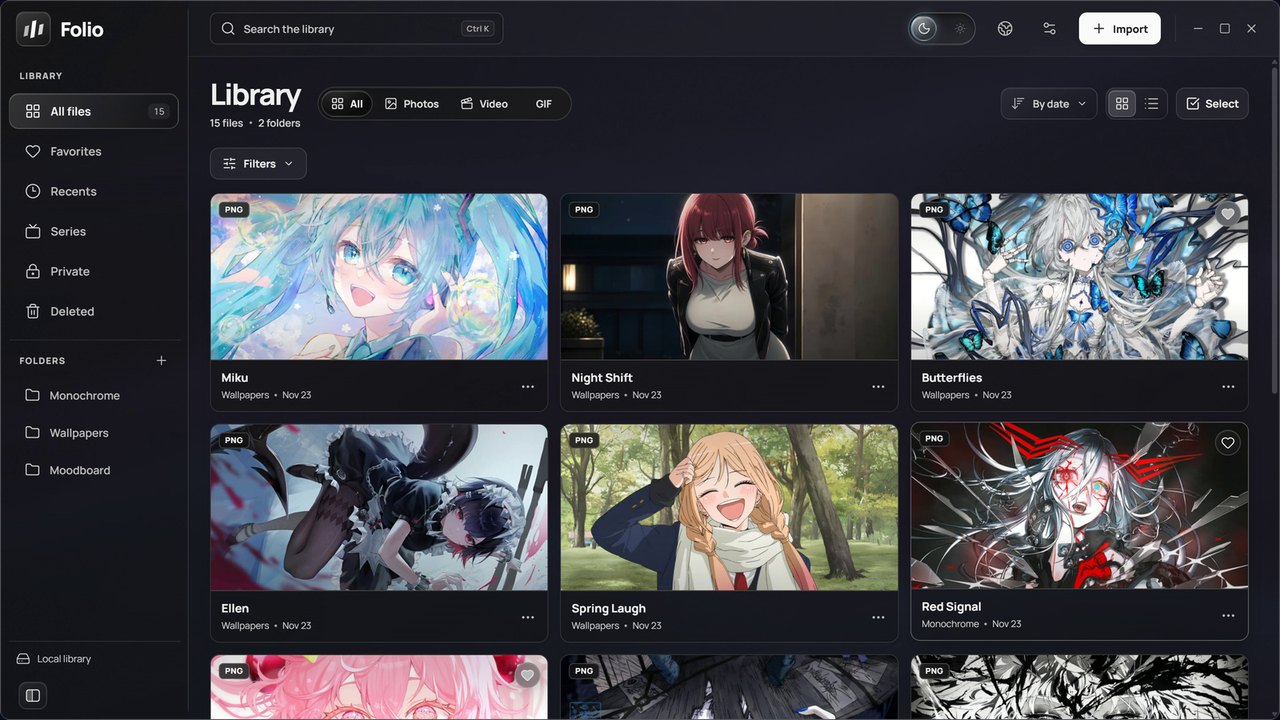 Folio
Search the library
Ctrl K
Import
LIBRARY
All files
15
Favorites
Recents
Series
Private
Deleted
FOLDERS
Monochrome
Wallpapers
Moodboard
Local library
Library
All
Photos
Video
GIF
15 files • 2 folders
By date
Select
Filters
PNG
Miku
Wallpapers • Nov 23
PNG
Night Shift
Wallpapers • Nov 23
PNG
Butterflies
Wallpapers • Nov 23
PNG
Ellen
Wallpapers • Nov 23
PNG
Spring Laugh
Wallpapers • Nov 23
PNG
Red Signal
Monochrome • Nov 23
PNG
PNG
PNG